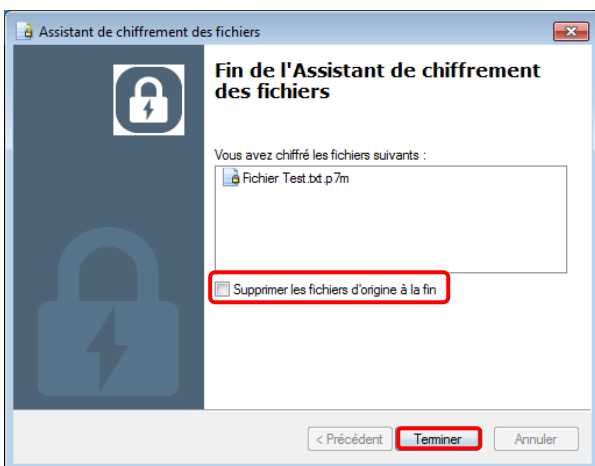 Assistant de chiffrement des fichiers
Fin de l'Assistant de chiffrement
des fichiers
Vous avez chiffré les fichiers suivants :
Fichier Test.txt.p7m
Supprimer les fichiers d'origine à la fin
< Précédent
Terminer
Annuler